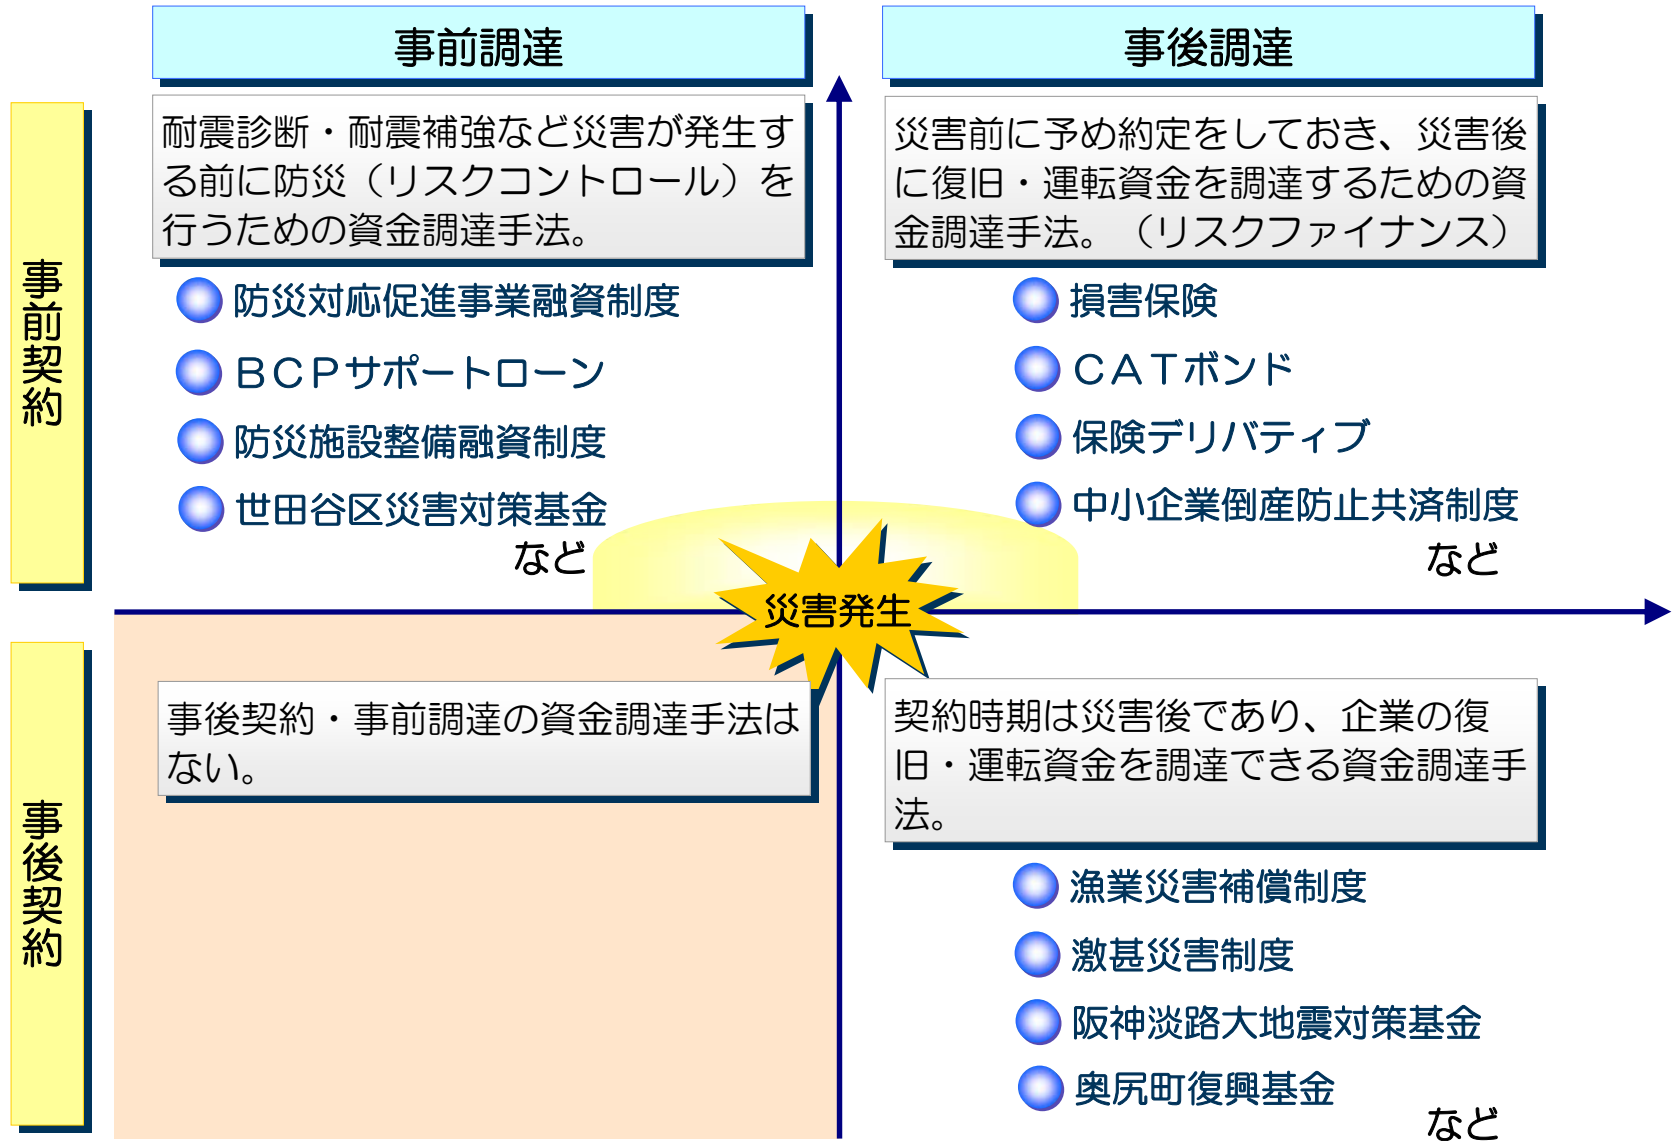 事前調達
事後調達
事前契約
耐震診断・耐震補強など災害が発生す
る前に防災（リスクコントロール）を
行うための資金調達手法。
防災対応促進事業融資制度
ＢＣＰサポートローン
防災施設整備融資制度
世田谷区災害対策基金
など
災害前に予め約定をしておき、災害後
に復旧・運転資金を調達するための資
金調達手法。（リスクファイナンス）
損害保険
ＣＡＴボンド
保険デリバティブ
中小企業倒産防止共済制度
など
災害発生
事後契約
事後契約・事前調達の資金調達手法は
ない。
契約時期は災害後であり、企業の復
旧・運転資金を調達できる資金調達手
法。
漁業災害補償制度
激甚災害制度
阪神淡路大地震対策基金
奥尻町復興基金
など